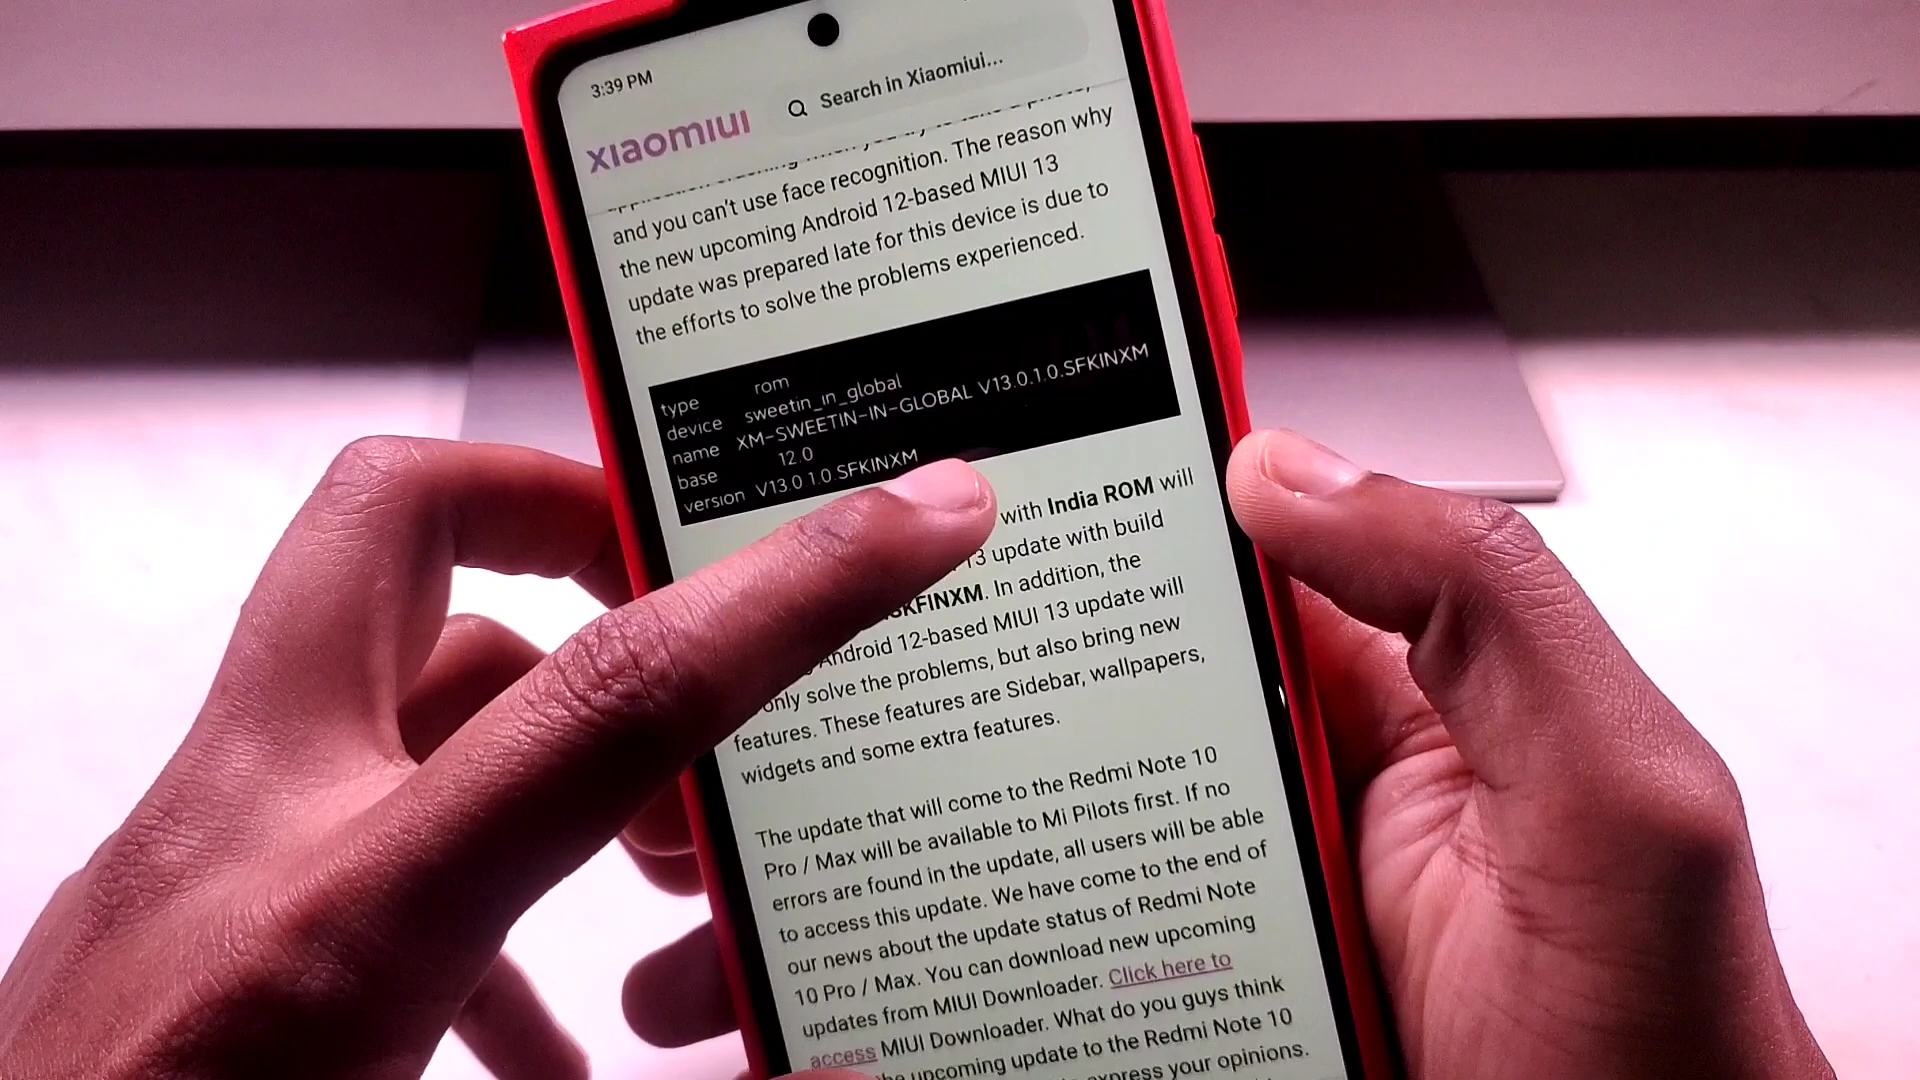 3:39 PM
xiaomiui
Search in Xiaomiui...
and you can't use face recognition. The reason why
the new upcoming Android 12-based MIUI 13
update was prepared late for this device is due to
the efforts to solve the problems experienced.
type rom
device sweetin_in_global
name XM-SWEETIN-IN-GLOBAL V13.0.1.0.SFKINXM
base 12.0
version V13.0.1.0.SFKINXM
with India ROM will
13 update with build
SKFINXM. In addition, the
Android 12-based MIUI 13 update will
only solve the problems, but also bring new
features. These features are Sidebar, wallpapers,
widgets and some extra features.
The update that will come to the Redmi Note 10
Pro / Max will be available to Mi Pilots first. If no
errors are found in the update, all users will be able
to access this update. We have come to the end of
our news about the update status of Redmi Note
10 Pro / Max. You can download new upcoming
updates from MIUI Downloader. Click here to
access MIUI Downloader. What do you guys think
upcoming update to the Redmi Note 10
express your opinions.